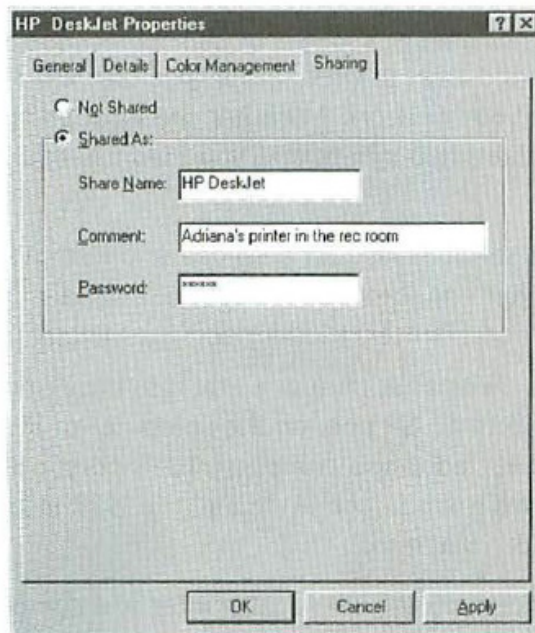 HP DeskJet Properties
General Details Color Management Sharing
Not Shared
Shared As:
Share Name: HP DeskJet
Comment: Adriana's printer in the rec room
Password: *****
OK Cancel Apply